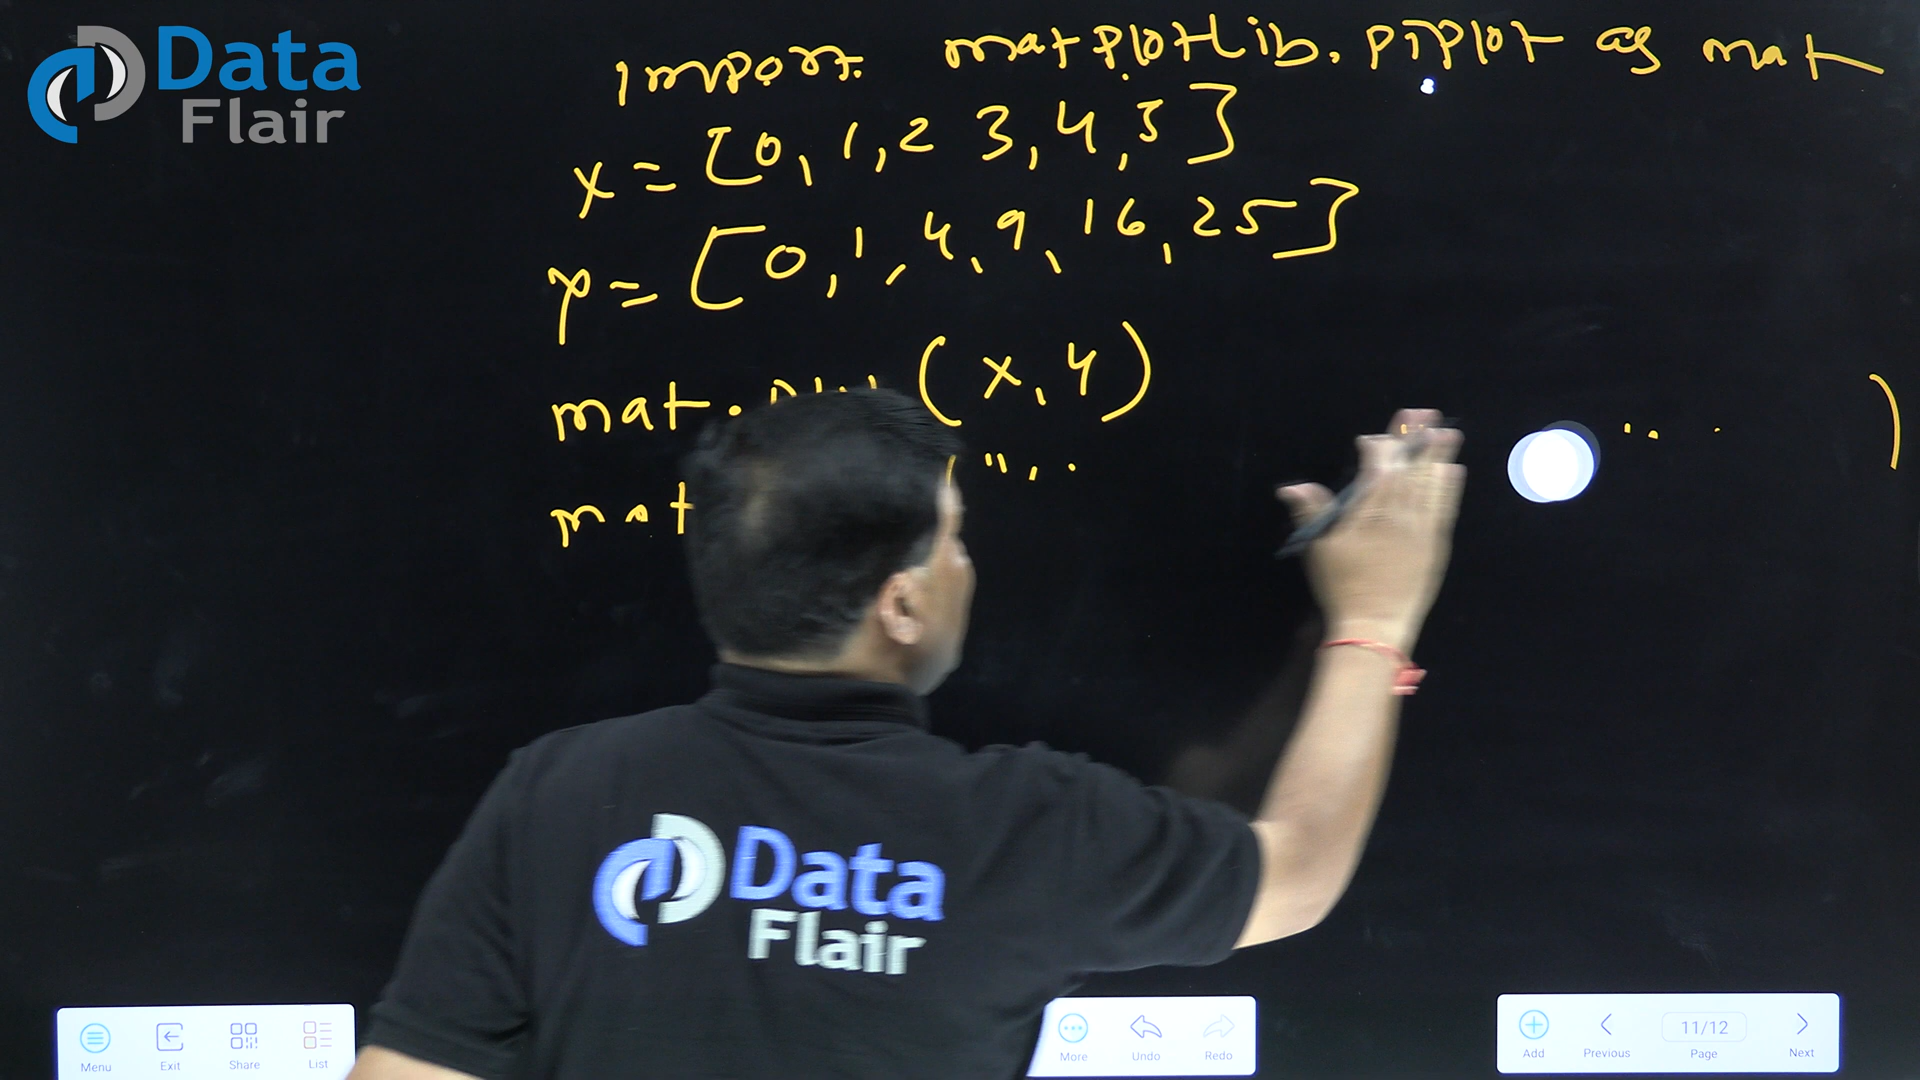 Data
Flair
import matplotlib.piplot as mat
x = [0, 1, 2 3, 4, 5]
y = [0, 1, 4, 9, 16, 25]
mat. (x, y)
mat
Data
Flair
Menu Exit Share List
More Undo Redo
Add Previous 11/12 Page Next